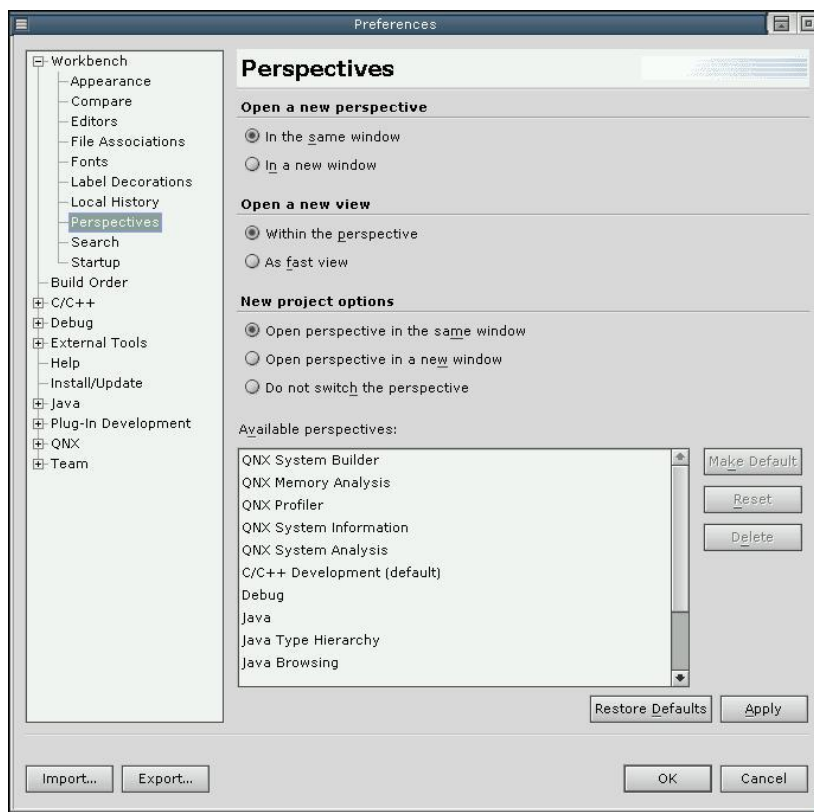 Preferences
Workbench
Appearance
Compare
Editors
File Associations
Fonts
Label Decorations
Local History
Perspectives
Search
Startup
Build Order
C/C++
Debug
External Tools
Help
Install/Update
Java
Plug-In Development
QNX
Team
Perspectives
Open a new perspective
In the same window
In a new window
Open a new view
Within the perspective
As fast view
New project options
Open perspective in the same window
Open perspective in a new window
Do not switch the perspective
Available perspectives:
QNX System Builder
QNX Memory Analysis
QNX Profiler
QNX System Information
QNX System Analysis
C/C++ Development (default)
Debug
Java
Java Type Hierarchy
Java Browsing
Make Default
Reset
Delete
Restore Defaults
Apply
Import...
Export...
OK
Cancel